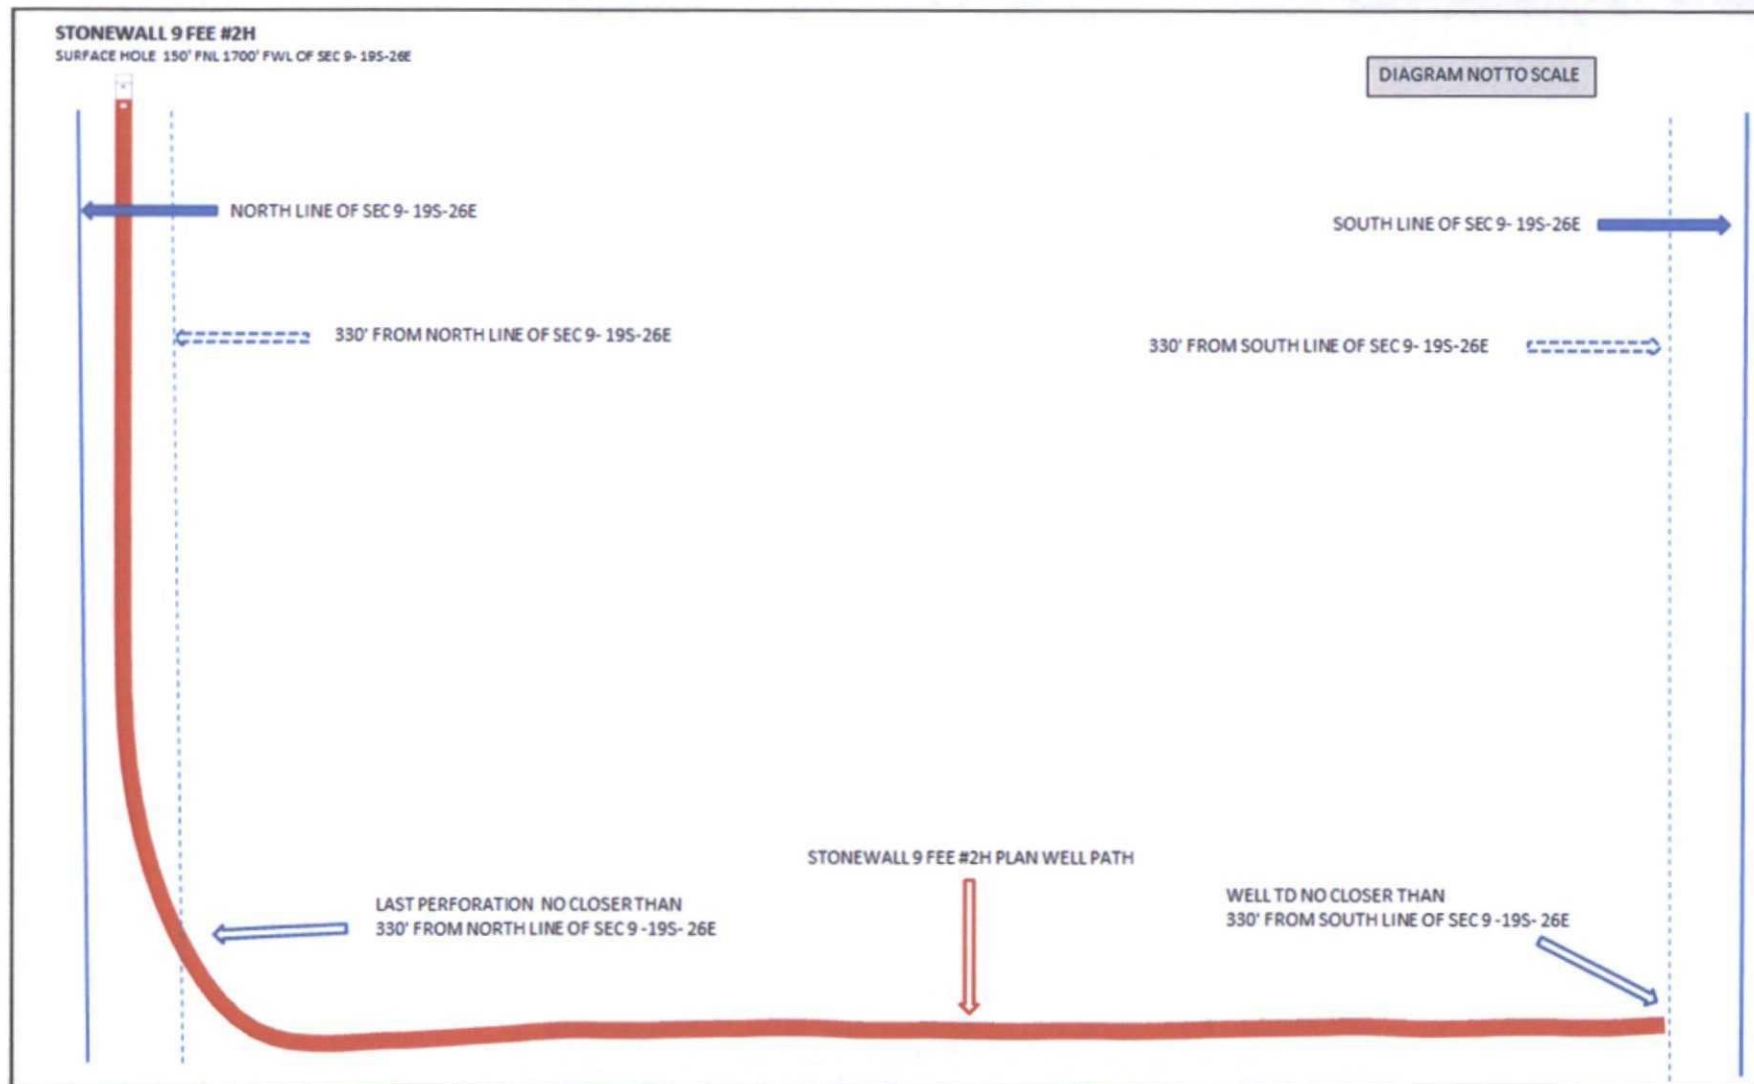 STONEWALL 9 FEE #2H
SURFACE HOLE 150' FNL 1700' FWL OF SEC 9- 19S-26E
DIAGRAM NOT TO SCALE
NORTH LINE OF SEC 9- 19S-26E
SOUTH LINE OF SEC 9- 19S-26E
330' FROM NORTH LINE OF SEC 9- 19S-26E
330' FROM SOUTH LINE OF SEC 9- 19S-26E
STONEWALL 9 FEE #2H PLAN WELL PATH
LAST PERFORATION NO CLOSER THAN
330' FROM NORTH LINE OF SEC 9 -19S- 26E
WELL TD NO CLOSER THAN
330' FROM SOUTH LINE OF SEC 9 -19S- 26E